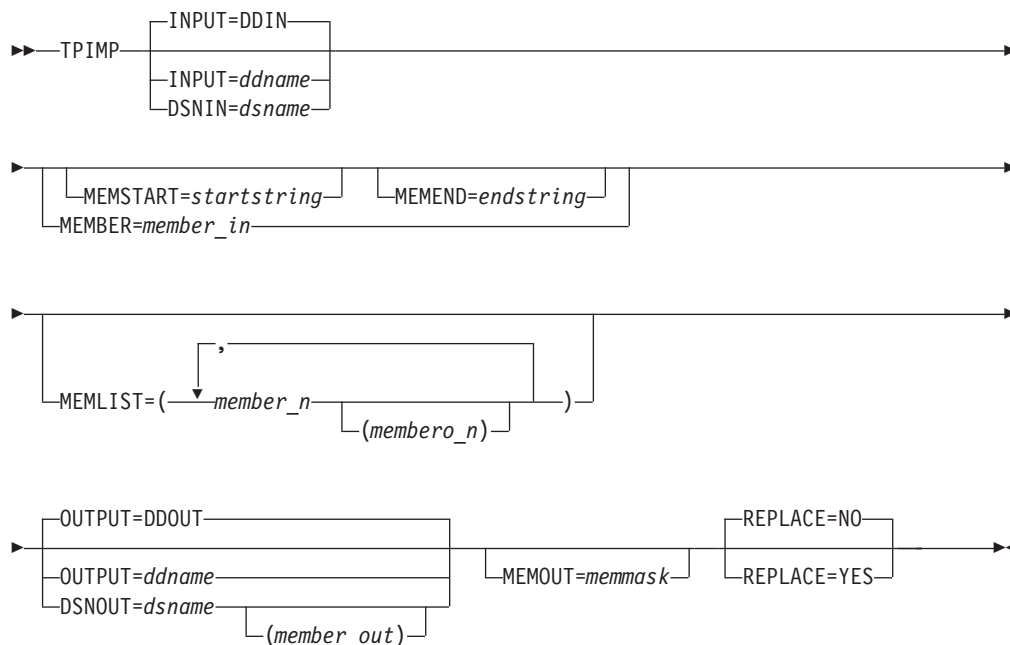 INPUT=DDIN
TPIMP
INPUT=ddname
DSNIN=dsname
MEMSTART=startstring
MEMEND=endstring
MEMBER=member_in
,
MEMLIST=( member_n )
(membero_n)
OUTPUT=DDOUT
REPLACE=NO
OUTPUT=ddname
MEMOUT=memmask
REPLACE=YES
DSNOUT=dsname
(member out)